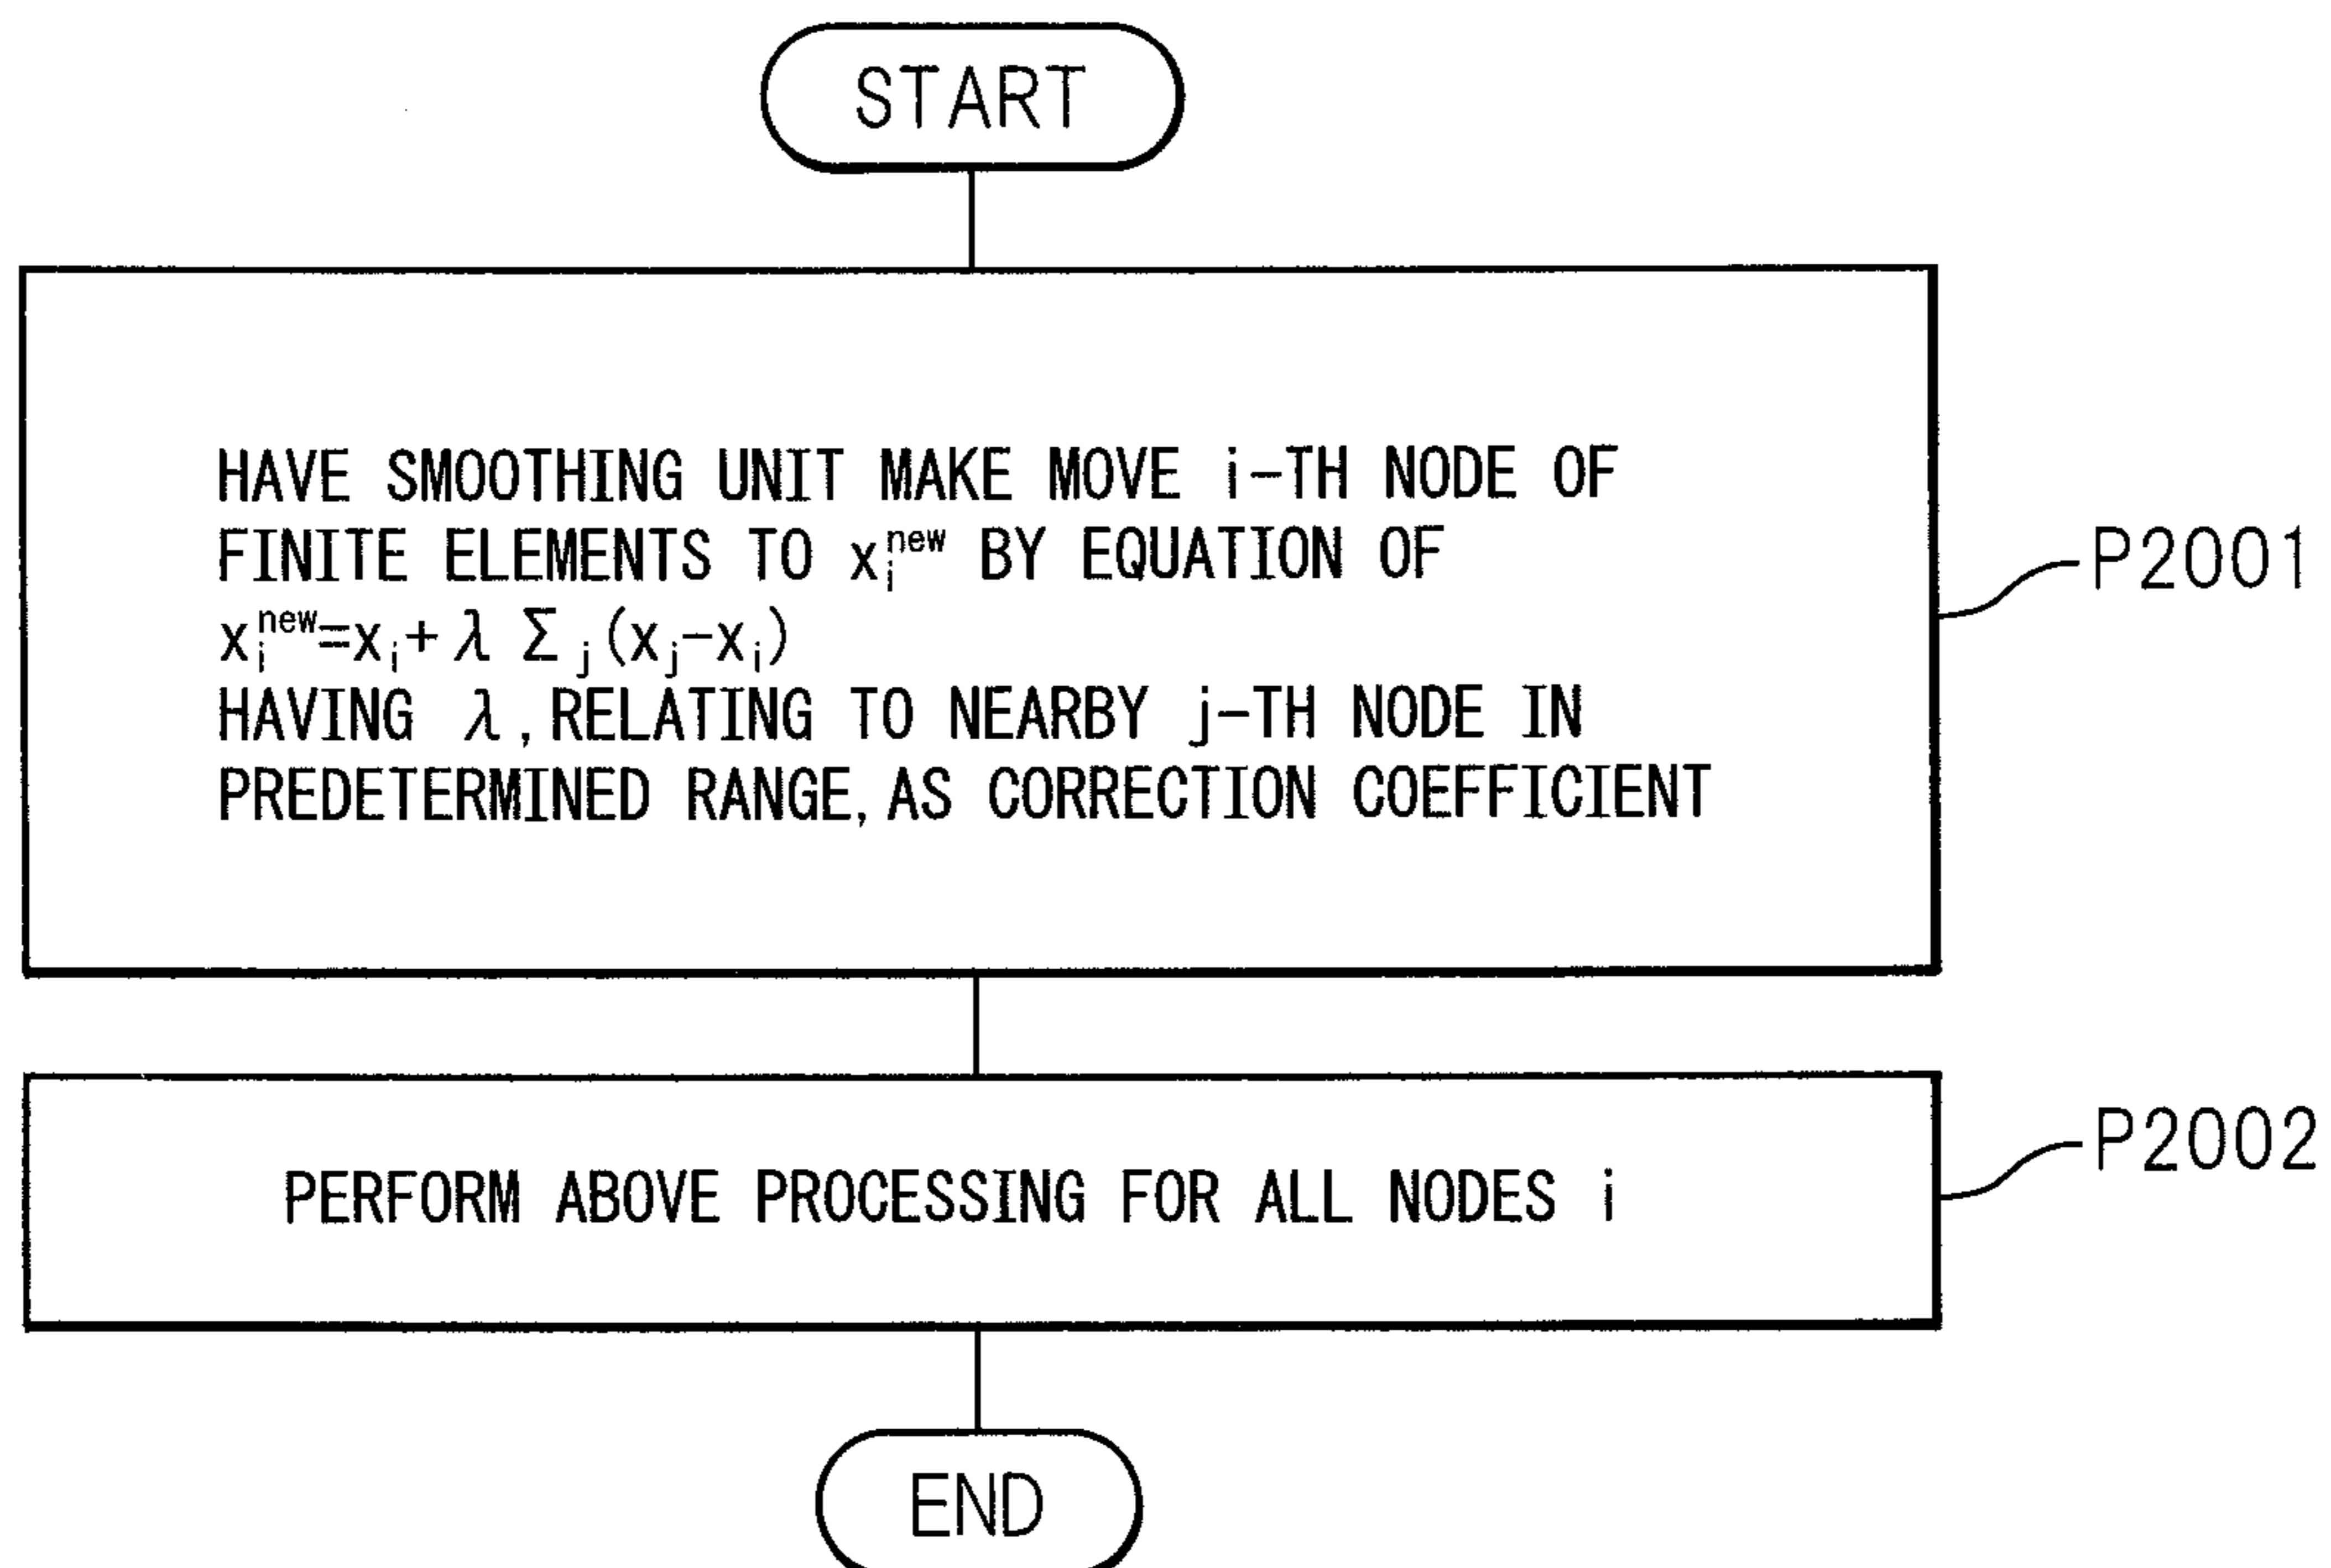 START
HAVE SMOOTHING UNIT MAKE MOVE i-TH NODE OF
FINITE ELEMENTS TO x_i^new BY EQUATION OF
x_i^new=x_i+λ Σ_j(x_j-x_i)
HAVING λ, RELATING TO NEARBY j-TH NODE IN
PREDETERMINED RANGE, AS CORRECTION COEFFICIENT
P2001
PERFORM ABOVE PROCESSING FOR ALL NODES i
P2002
END